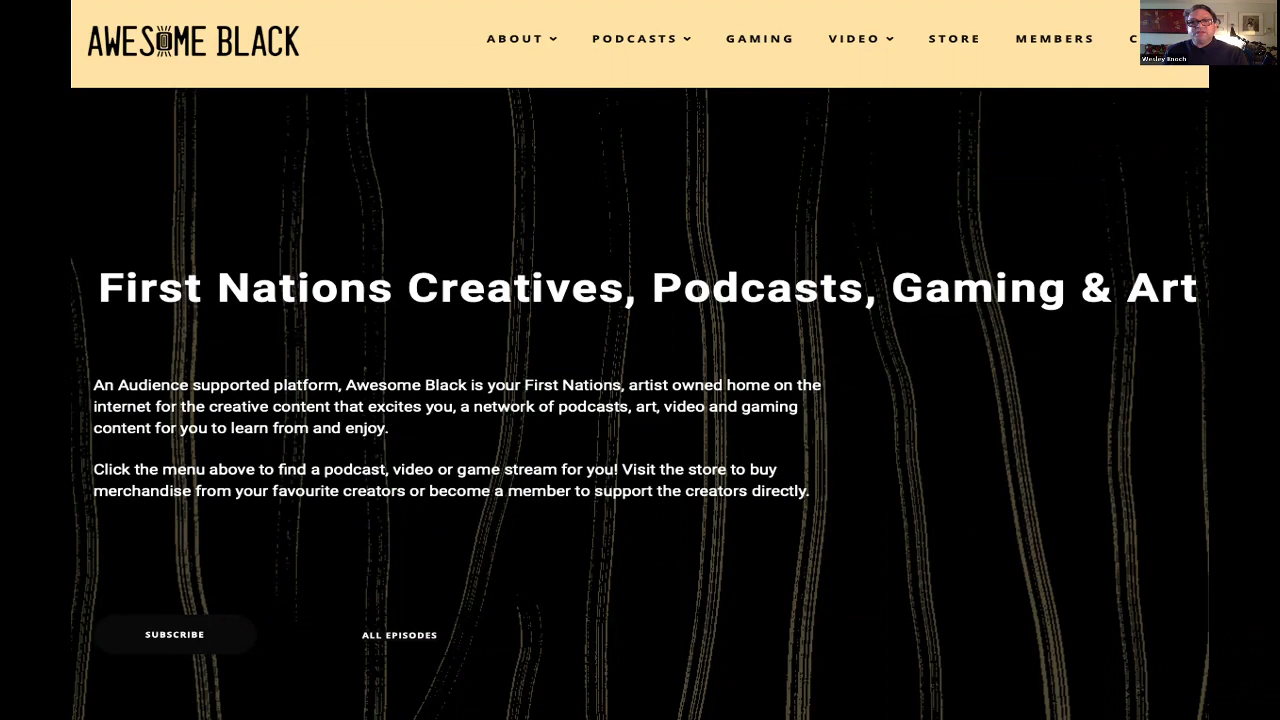 AWESOME BLACK
ABOUT PODCASTS GAMING VIDEO STORE MEMBERS C
Wesley Enoch
First Nations Creatives, Podcasts, Gaming & Art
An Audience supported platform, Awesome Black is your First Nations, artist owned home on the
internet for the creative content that excites you, a network of podcasts, art, video and gaming
content for you to learn from and enjoy.
Click the menu above to find a podcast, video or game stream for you! Visit the store to buy
merchandise from your favourite creators or become a member to support the creators directly.
SUBSCRIBE
ALL EPISODES